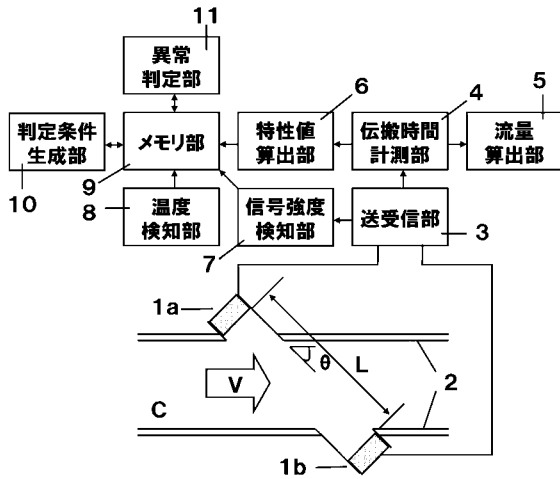 11
異常
判定部
6
4
5
判定条件
生成部
メモリ部
特性値
算出部
伝搬時間
計測部
流量
算出部
10
9
8
温度
検知部
信号強度
検知部
送受信部
7
3
1a
θ
L
2
V
C
1b